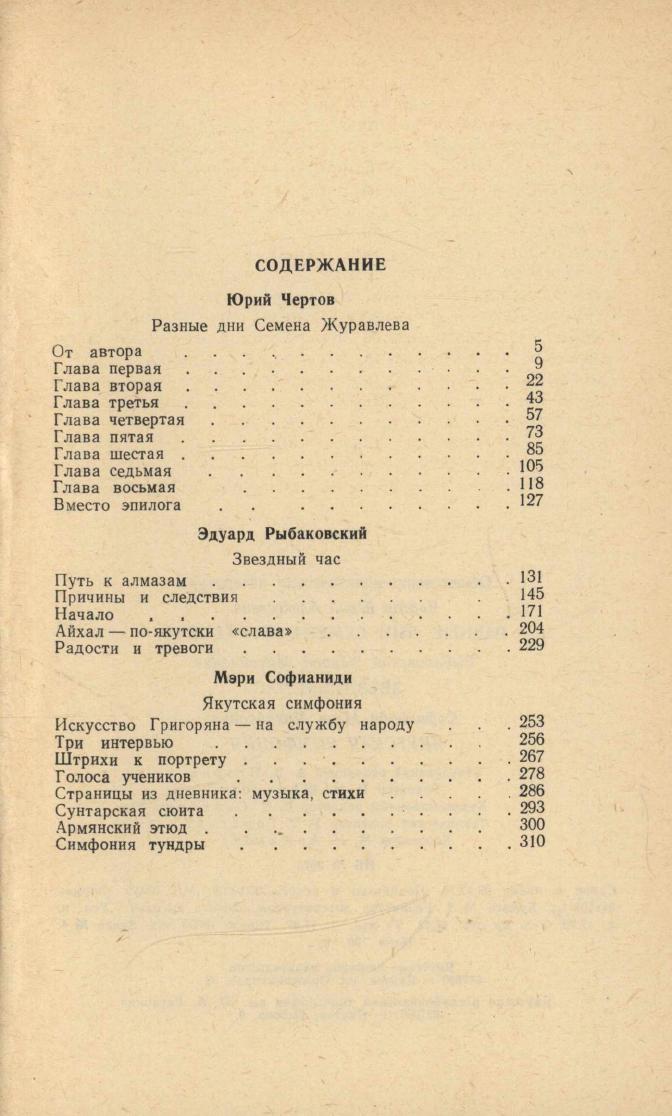 СОДЕРЖАНИЕ
Юрий Чертов
Разные дни Семена Журавлева
От автора . . . . . . . . . . . 5
Глава первая . . . . . . . . . . . 9
Глава вторая . . . . . . . . . . . 22
Глава третья . . . . . . . . . . . 43
Глава четвертая . . . . . . . . . . 57
Глава пятая . . . . . . . . . . . 73
Глава шестая . . . . . . . . . . . 85
Глава седьмая . . . . . . . . . . 105
Глава восьмая . . . . . . . . . 118
Вместо эпилога . . . . . . . . . . 127
Эдуард Рыбаковский
Звездный час
Путь к алмазам . . . . . . . . . . 131
Причины и следствия . . . . . . . . . 145
Начало . . . . . . . . . . . . 171
Айхал — по-якутски «слава» . . . . . . 204
Радости и тревоги . . . . . . . . . 229
Мэри Софианиди
Якутская симфония
Искусство Григоряна — на службу народу . . . 253
Три интервью . . . . . . . . . . 256
Штрихи к портрету . . . . . . . . . 267
Голоса учеников . . . . . . . . . 278
Страницы из дневника: музыка, стихи . . . . . 286
Сунтарская сюита . . . . . . . . . 293
Армянский этюд . . . . . . . . . . 300
Симфония тундры . . . . . . . . . 310